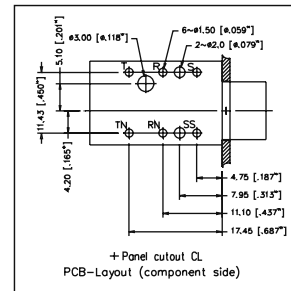 ø3.00 [ø.118"]
6-ø1.50 [ø.059"]
2-ø2.0 [ø.079"]
5.10 [.201"]
11.43 [.450"]
4.20 [.165"]
T R S
TN RN SS
4.75 [.187"]
7.95 [.313"]
11.10 [.437"]
17.45 [.687"]
+ Panel cutout CL
PCB-Layout (component side)